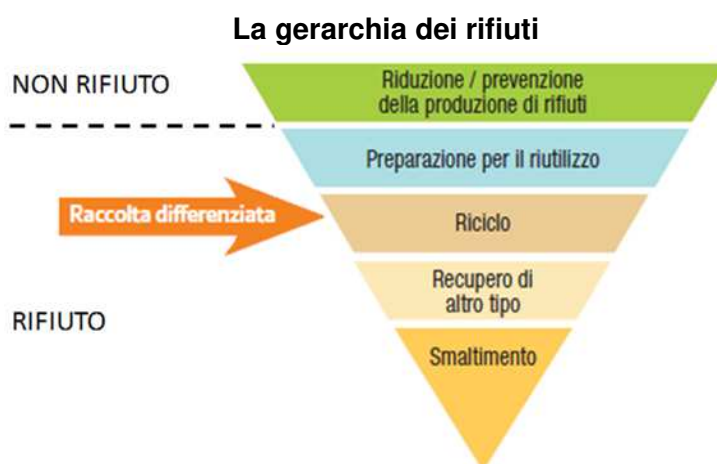 La gerarchia dei rifiuti
NON RIFIUTO
Riduzione / prevenzione
della produzione di rifiuti
Preparazione per il riutilizzo
Raccolta differenziata
Riciclo
Recupero di
altro tipo
RIFIUTO
Smaltimento